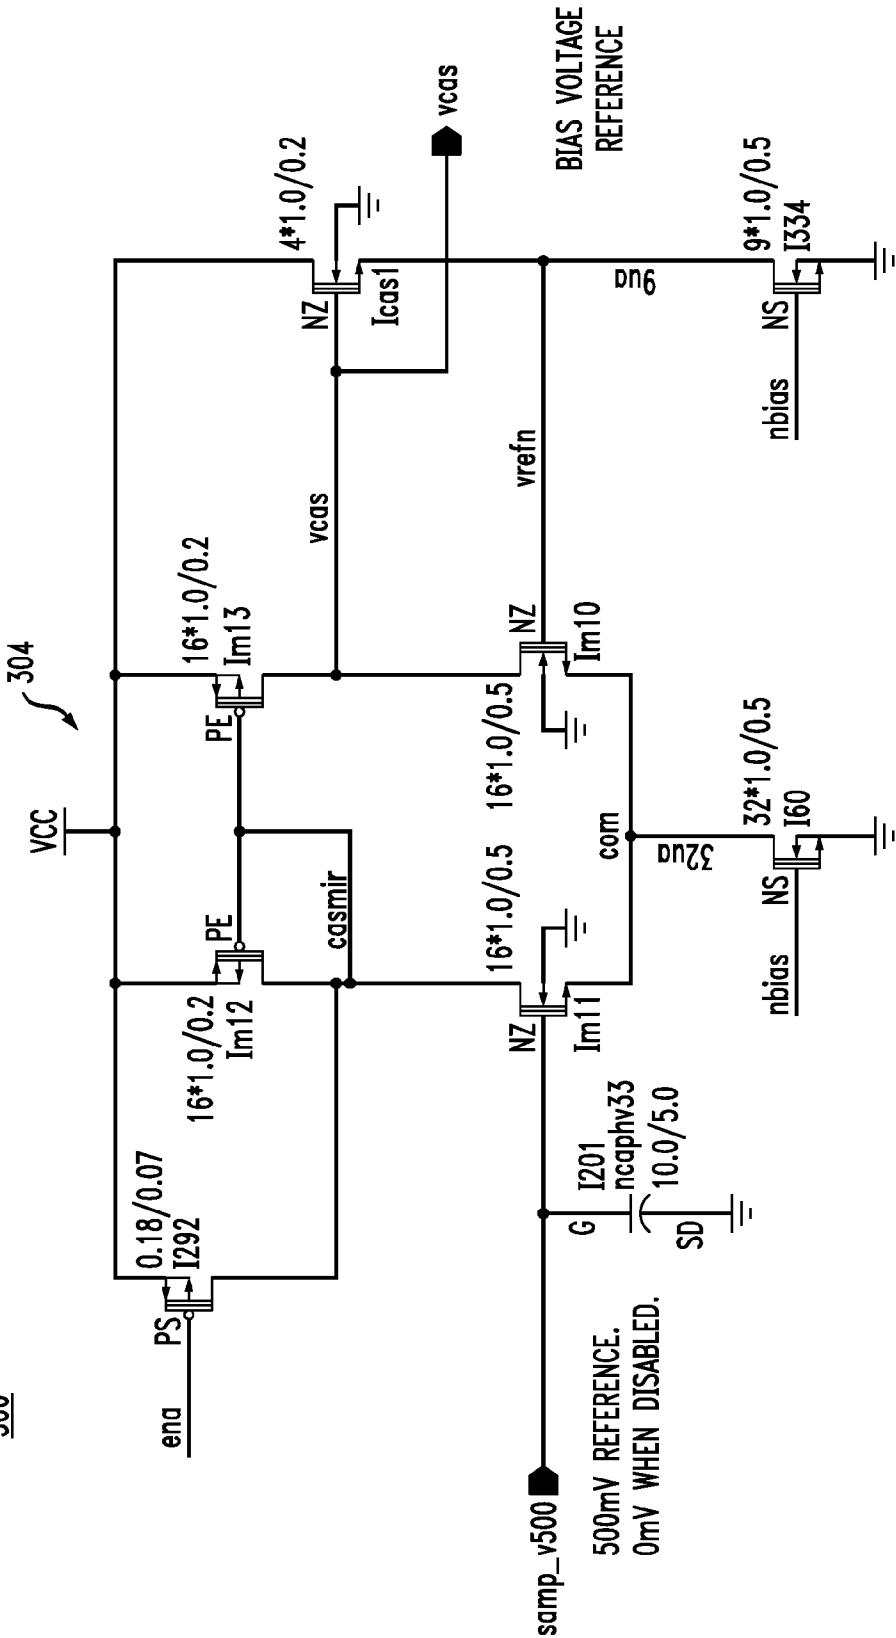 304
VCC
ena
PS
0.18/0.07
I292
16*1.0/0.2
Im12
PE
PE
16*1.0/0.2
Im13
casmir
vcas
NZ
4*1.0/0.2
Icas1
vcas
samp_v500
500mV REFERENCE.
0mV WHEN DISABLED.
G
SD
I201
ncaphv33
10.0/5.0
NZ
Im11
16*1.0/0.5
16*1.0/0.5
NZ
Im10
vrefn
com
32ua
9ua
BIAS VOLTAGE
REFERENCE
nbias
NS
32*1.0/0.5
I60
nbias
NS
9*1.0/0.5
I334